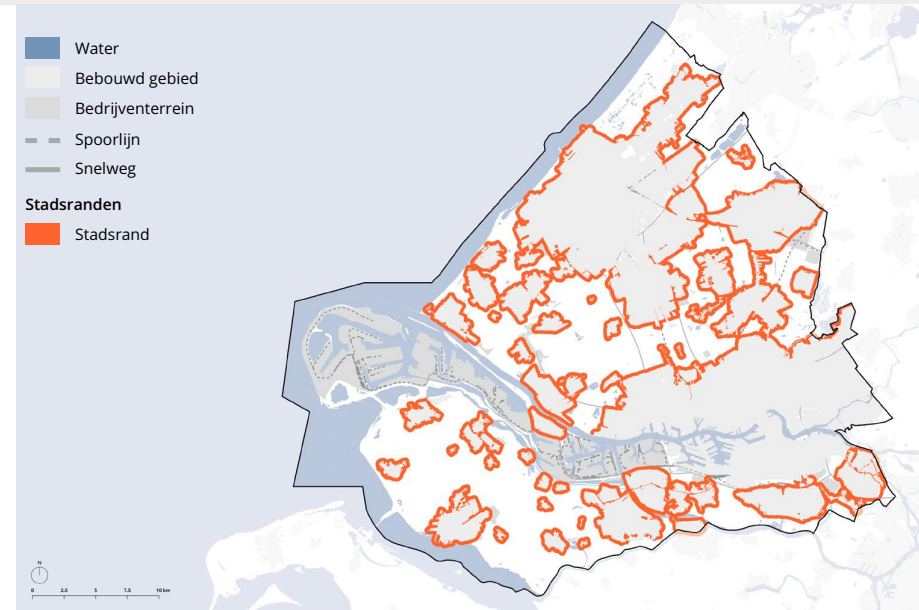 Water
Bebouwd gebied
Bedrijventerrein
Spoorlijn
Snelweg
Stadsranden
Stadsrand
N
0 2.5 5 7.5 10 km